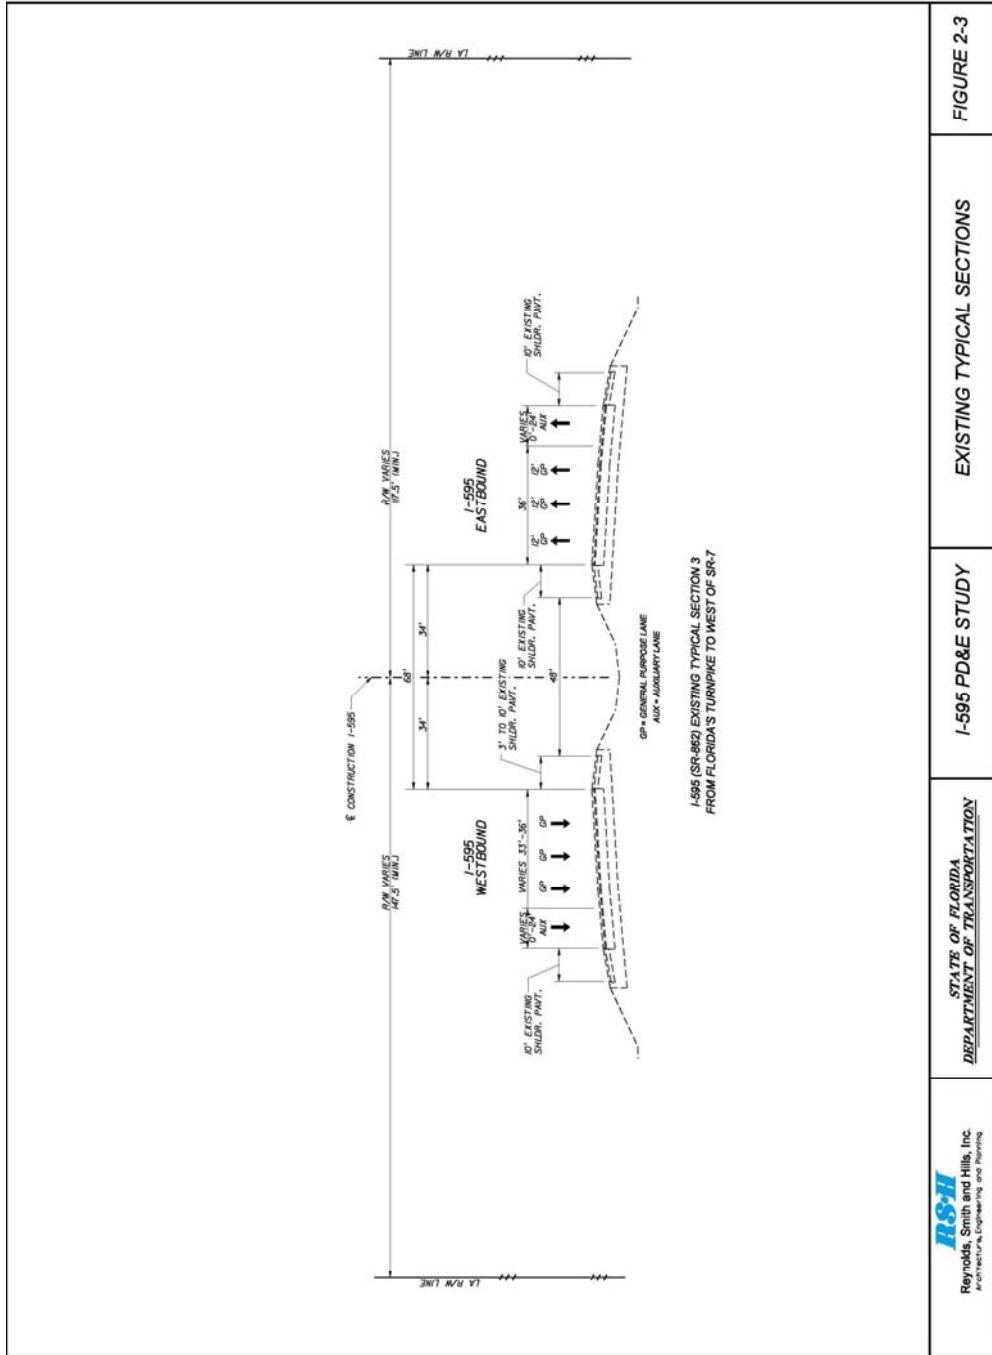 LA R/W LINE
LA R/W LINE
℄ CONSTRUCTION I-595
R/W VARIES
147.5' (MIN.)
R/W VARIES
117.5' (MIN.)
68'
34'
34'
I-595
WESTBOUND
I-595
EASTBOUND
10' EXISTING
SHLDR. PAVT.
VARIES
0'-24'
AUX
VARIES 33'-36'
GP
GP
GP
3' TO 10' EXISTING
SHLDR. PAVT.
48'
10' EXISTING
SHLDR. PAVT.
36'
12'
GP
12'
GP
12'
GP
VARIES
0'-24'
AUX
10' EXISTING
SHLDR. PAVT.
GP = GENERAL PURPOSE LANE
AUX = AUXILIARY LANE
I-595 (SR-862) EXISTING TYPICAL SECTION 3
FROM FLORIDA'S TURNPIKE TO WEST OF SR-7
RS&H
Reynolds, Smith and Hills, Inc.
Architecture, Engineering and Planning
STATE OF FLORIDA
DEPARTMENT OF TRANSPORTATION
I-595 PD&E STUDY
EXISTING TYPICAL SECTIONS
FIGURE 2-3